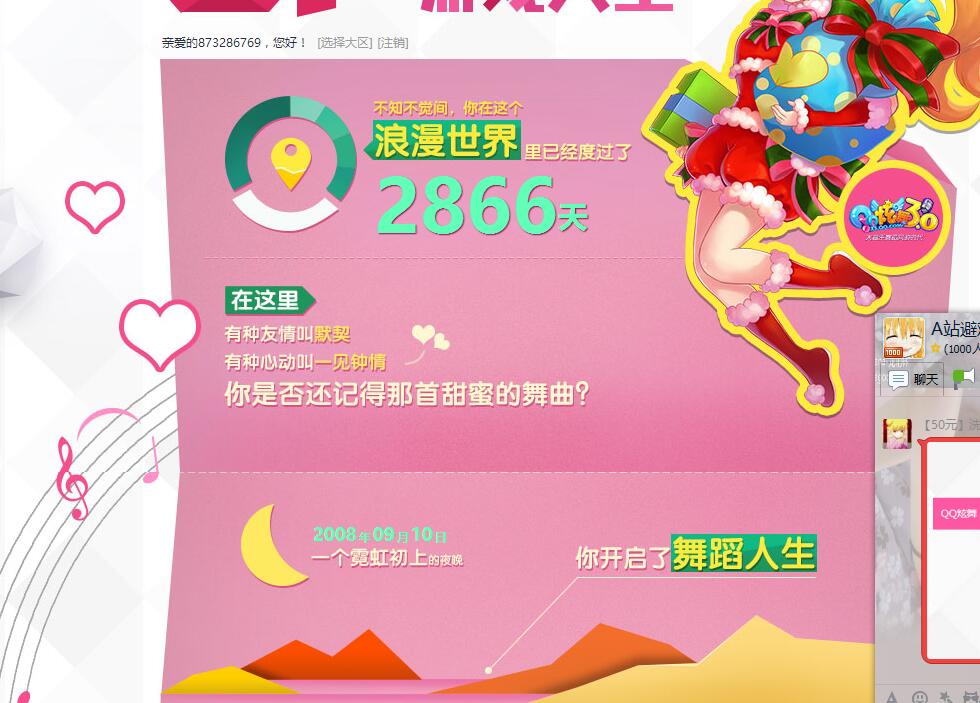 亲爱的873286769，您好！ [选择大区] [注销]
不知不觉间，你在这个
浪漫世界里已经度过了
2866天
QQ炫舞3.0
在这里
有种友情叫默契
有种心动叫一见钟情
你是否还记得那首甜蜜的舞曲?
2008年09月10日
一个霓虹初上的夜晚
你开启了舞蹈人生
A站避
(1000人
1000
聊天
【50元】洗
QQ炫舞